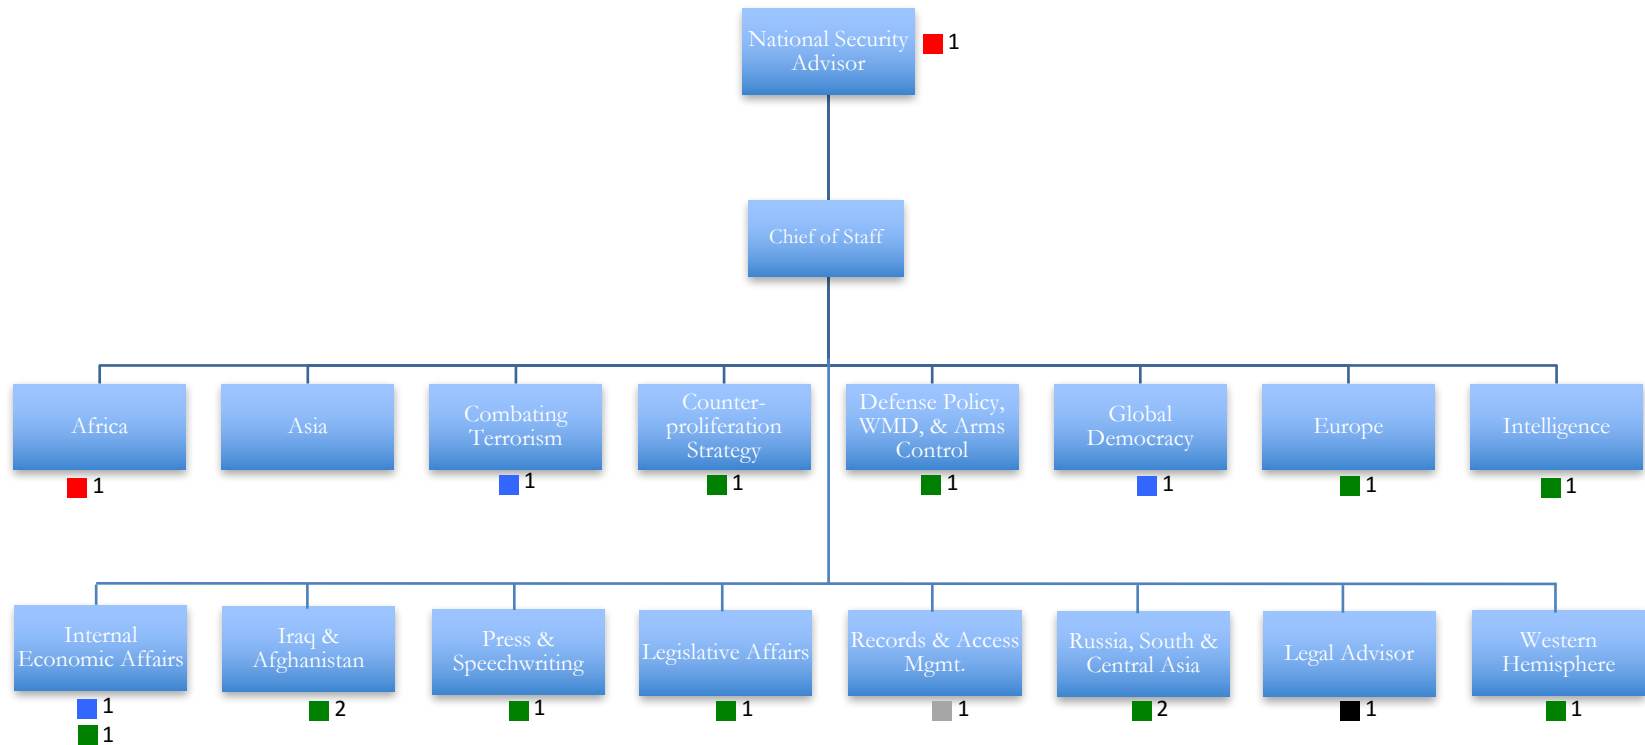 National Security
Advisor
1
Chief of Staff
Africa
1
Asia
Combating
Terrorism
1
Counter-
proliferation
Strategy
1
Defense Policy,
WMD, & Arms
Control
1
Global
Democracy
1
Europe
1
Intelligence
1
Internal
Economic Affairs
1
1
Iraq &
Afghanistan
2
Press &
Speechwriting
1
Legislative Affairs
1
Records & Access
Mgmt.
1
Russia, South &
Central Asia
2
Legal Advisor
1
Western
Hemisphere
1